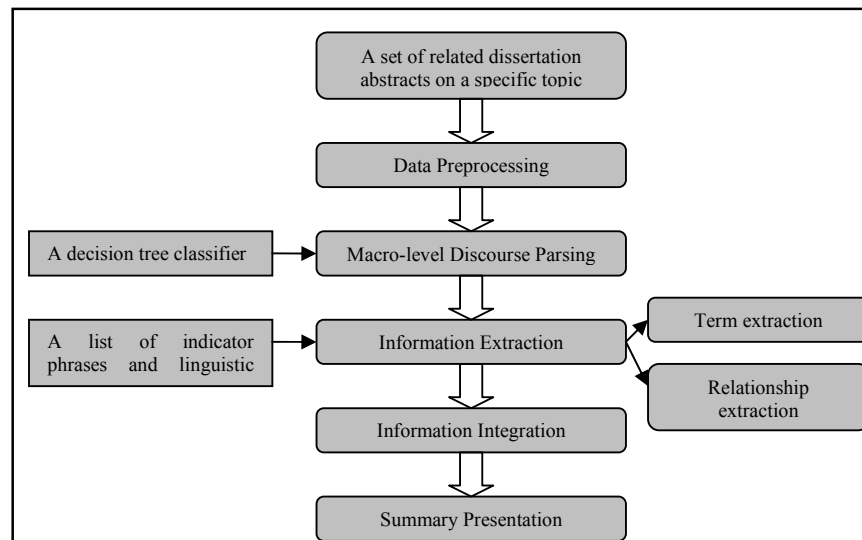 A set of related dissertation
abstracts on a specific topic
Data Preprocessing
A decision tree classifier
Macro-level Discourse Parsing
A list of indicator
phrases and linguistic
Information Extraction
Term extraction
Relationship
extraction
Information Integration
Summary Presentation